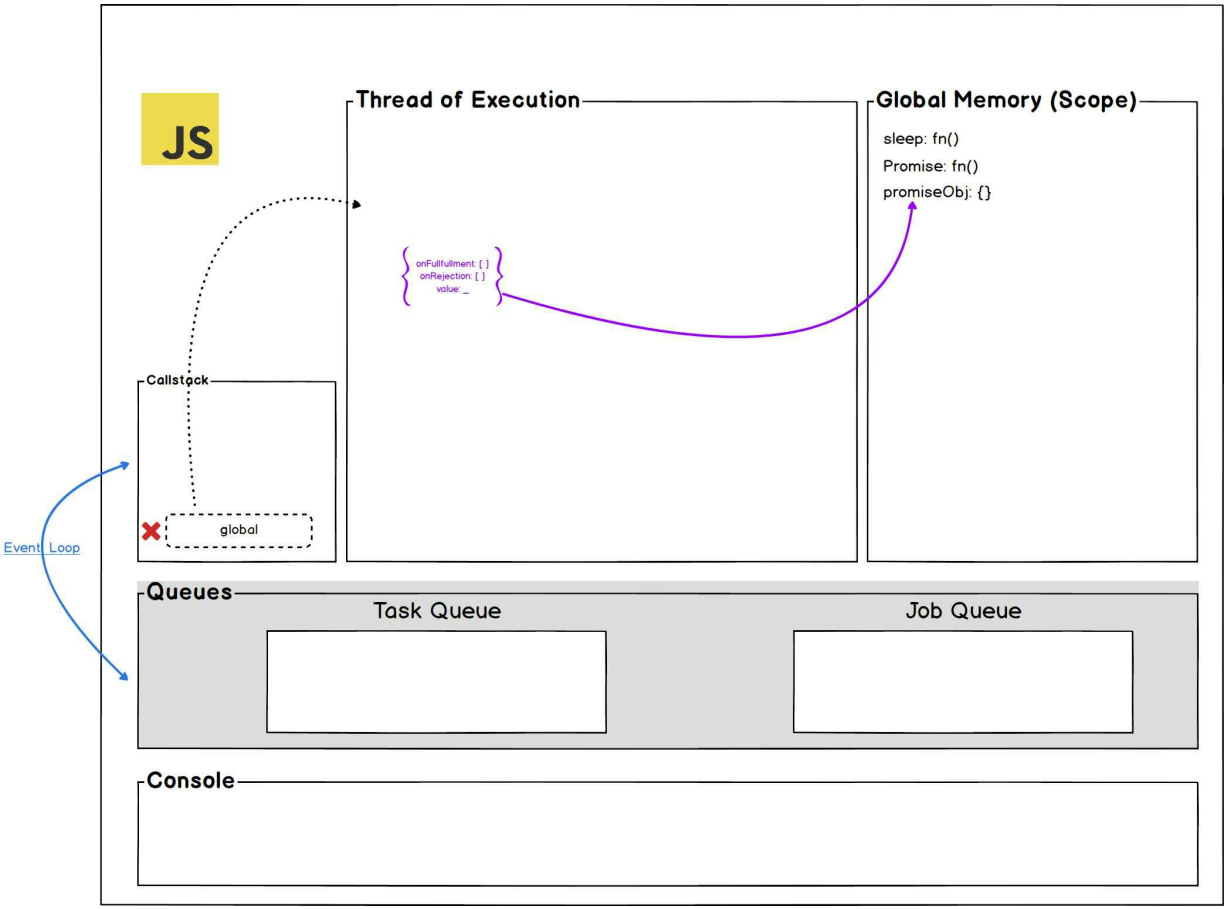 Thread of Execution
Global Memory (Scope)
JS
sleep: fn()
Promise: fn()
promiseObj: {}
{ onFullfullment: [ ]
onRejection: [ ]
value: _ }
Callstack
global
Event Loop
Queues
Task Queue
Job Queue
Console